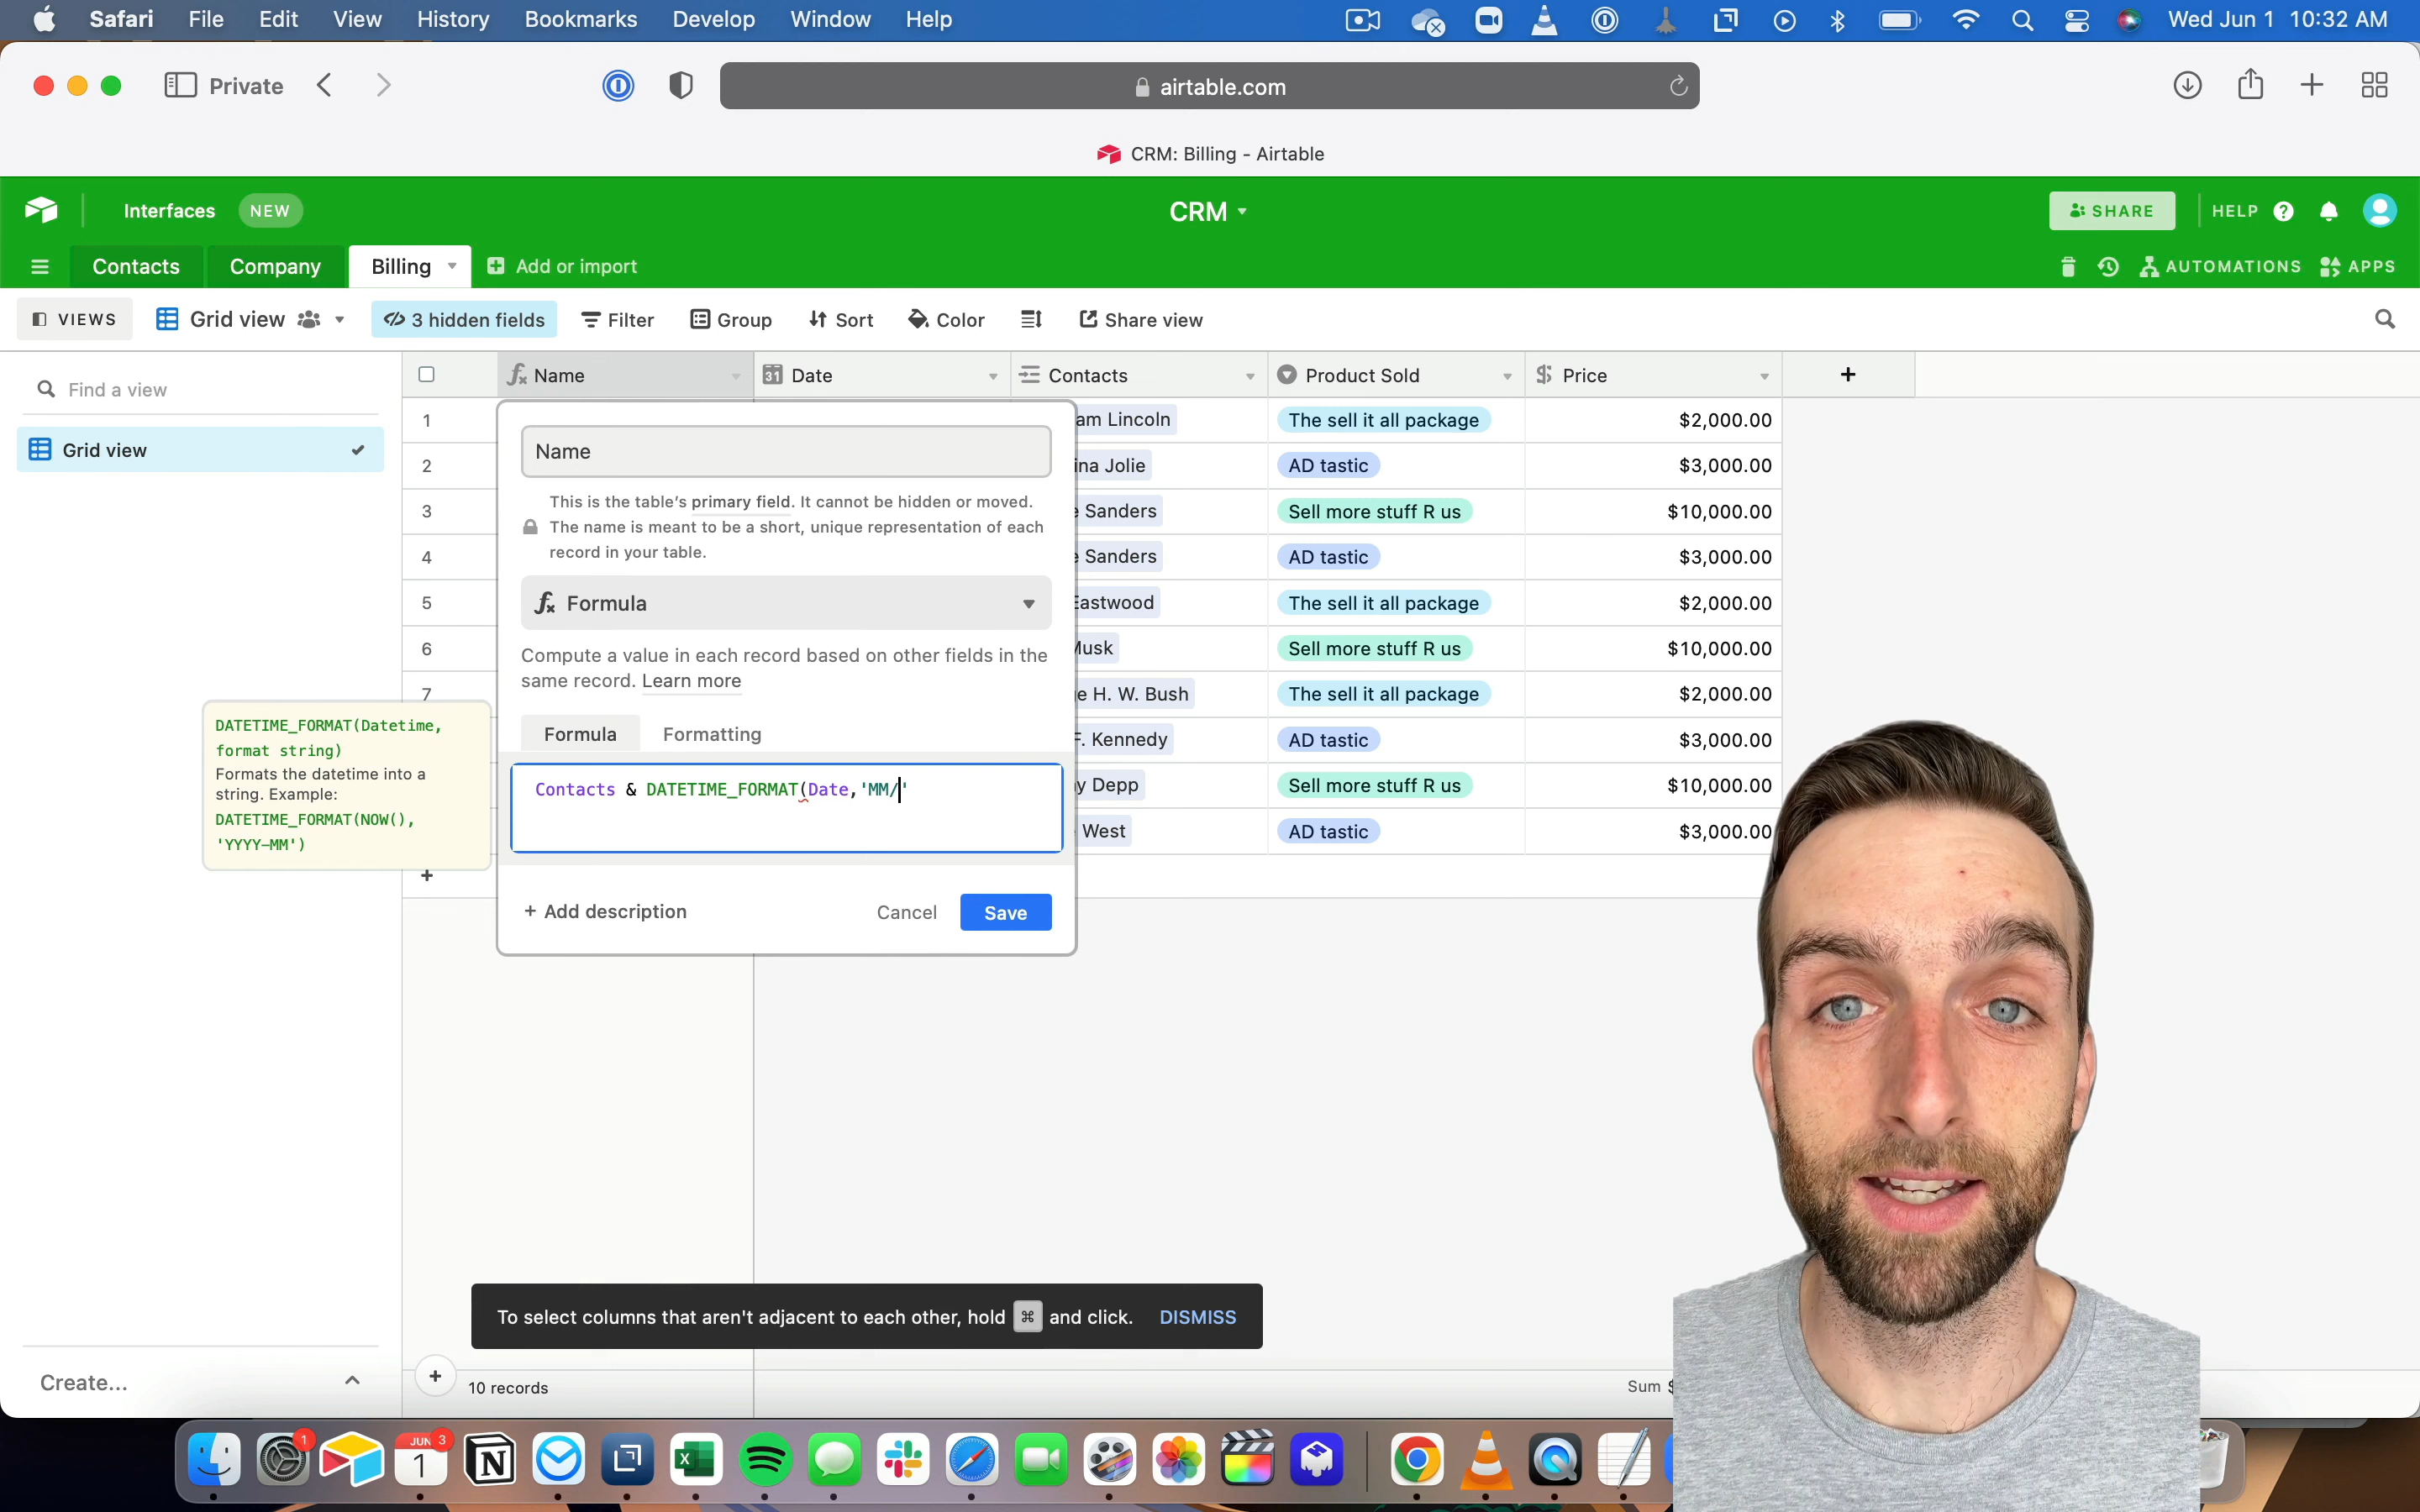 Safari File Edit View History Bookmarks Develop Window Help Wed Jun 1 10:32 AM
Private airtable.com
CRM: Billing - Airtable
Interfaces NEW CRM SHARE HELP ?
Contacts Company Billing Add or import AUTOMATIONS APPS
VIEWS Grid view 3 hidden fields Filter Group Sort Color Share view
Find a view
Grid view
Name Date Contacts Product Sold Price +
1 am Lincoln The sell it all package $2,000.00
2 ina Jolie AD tastic $3,000.00
3 e Sanders Sell more stuff R us $10,000.00
4 e Sanders AD tastic $3,000.00
5 Eastwood The sell it all package $2,000.00
6 Musk Sell more stuff R us $10,000.00
7 e H. W. Bush The sell it all package $2,000.00
F. Kennedy AD tastic $3,000.00
y Depp Sell more stuff R us $10,000.00
West AD tastic $3,000.00
+
Name
This is the table's primary field. It cannot be hidden or moved.
The name is meant to be a short, unique representation of each
record in your table.
Formula
Compute a value in each record based on other fields in the
same record. Learn more
Formula Formatting
Contacts & DATETIME_FORMAT(Date,'MM/'
+ Add description Cancel Save
DATETIME_FORMAT(Datetime,
format string)
Formats the datetime into a
string. Example:
DATETIME_FORMAT(NOW(),
'YYYY-MM')
To select columns that aren't adjacent to each other, hold ⌘ and click. DISMISS
Create...
+ 10 records Sum $
1
JUN 3
1